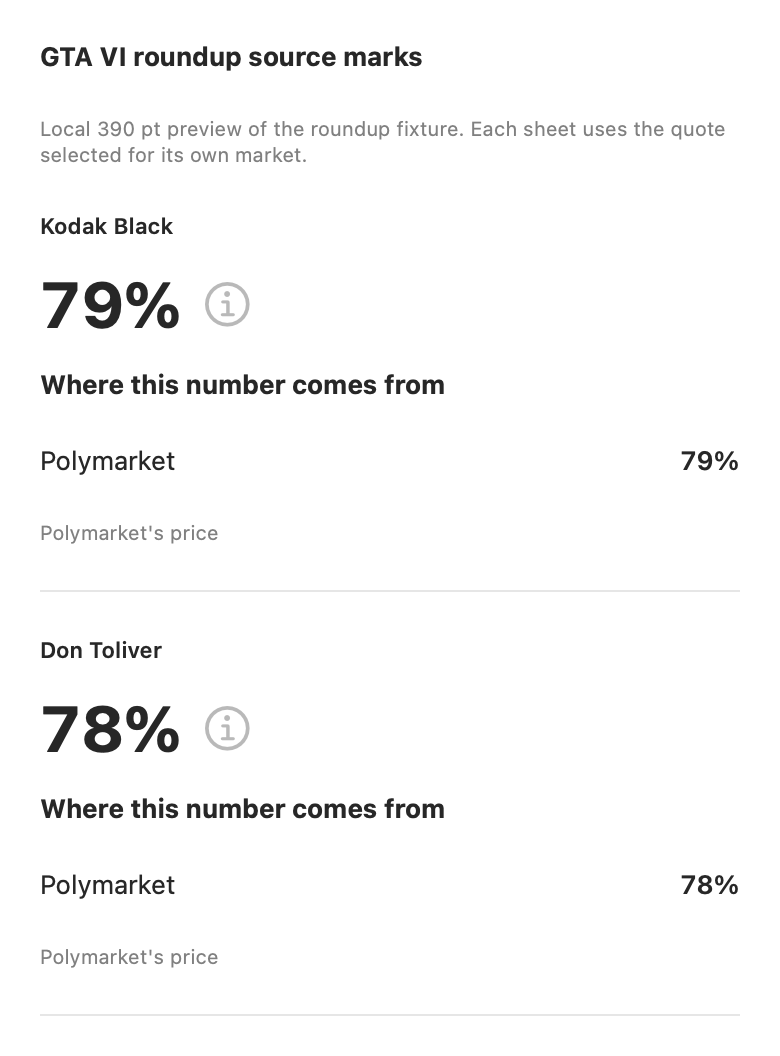 GTA VI roundup source marks
Local 390 pt preview of the roundup fixture. Each sheet uses the quote
selected for its own market.
Kodak Black
79%
Where this number comes from
Polymarket 79%
Polymarket's price
Don Toliver
78%
Where this number comes from
Polymarket 78%
Polymarket's price